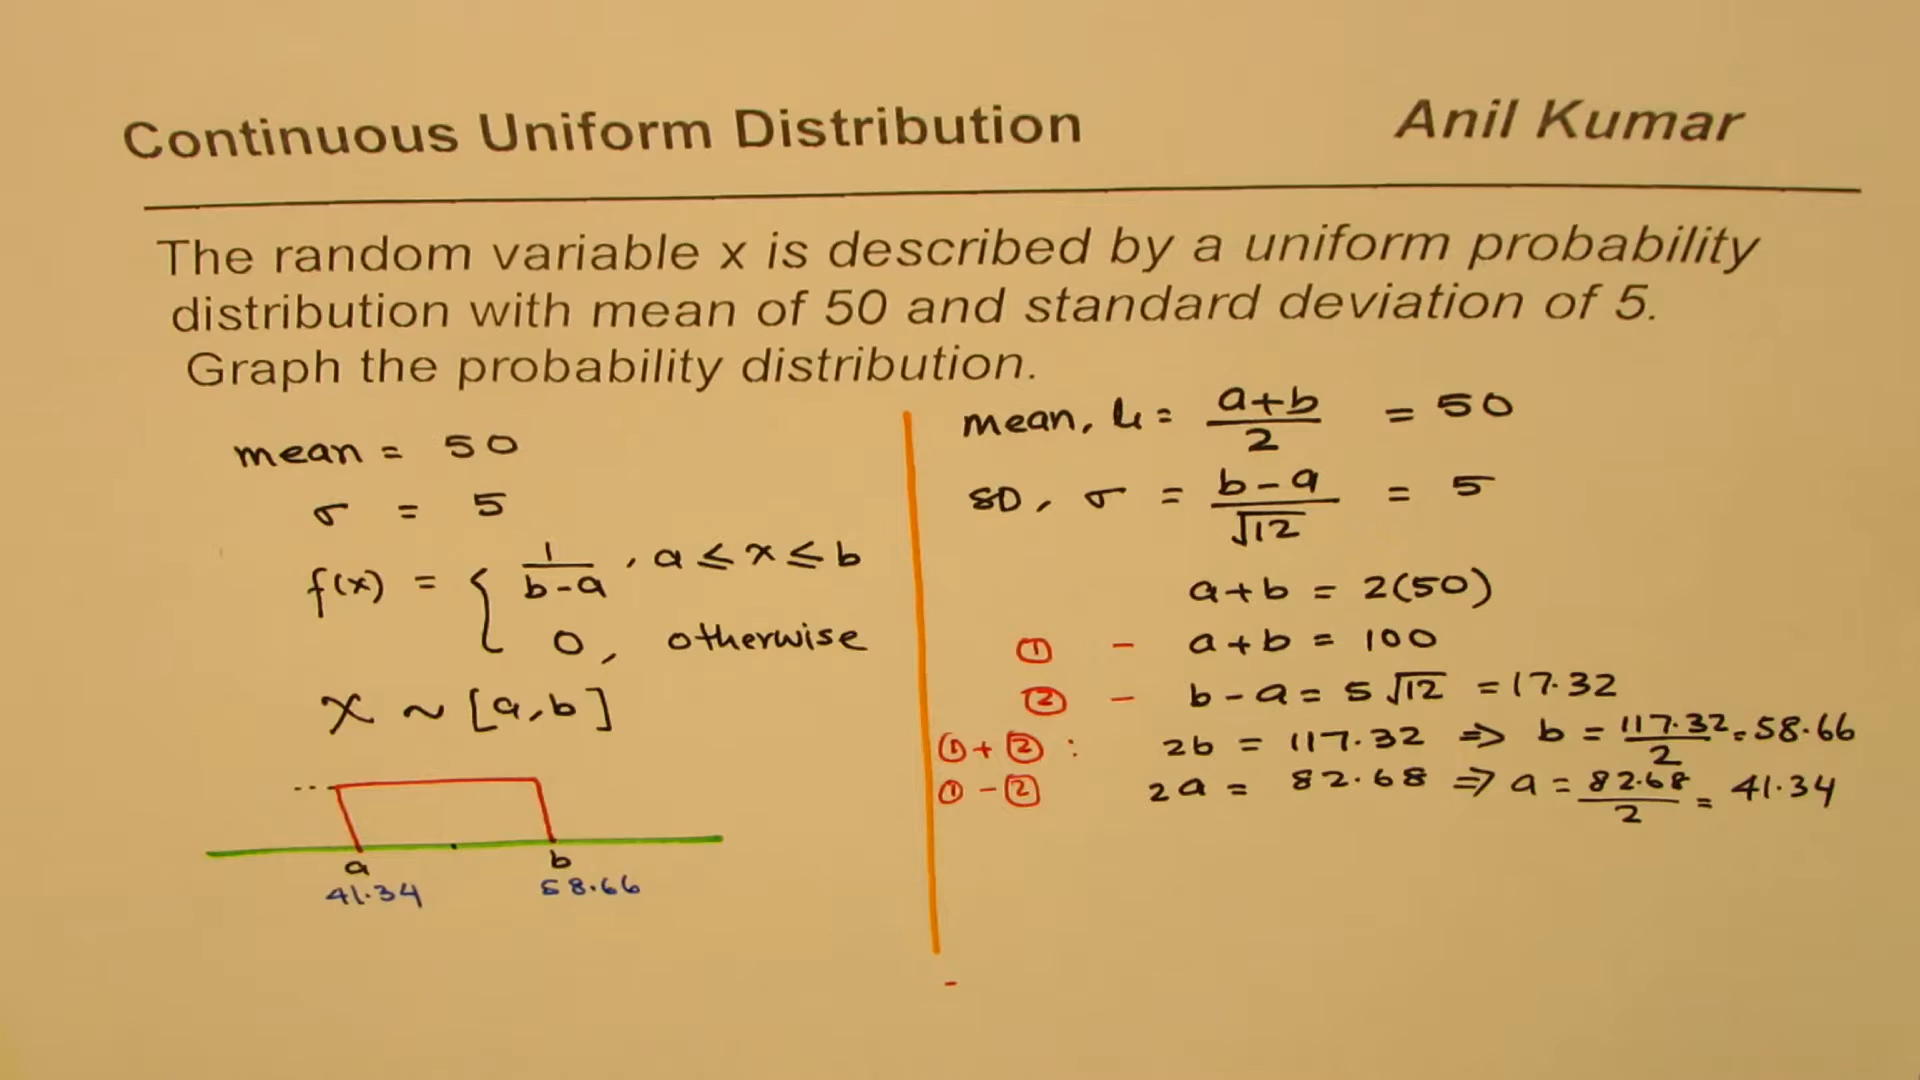 Continuous Uniform Distribution Anil Kumar
The random variable x is described by a uniform probability
distribution with mean of 50 and standard deviation of 5.
Graph the probability distribution.
mean = 50
σ = 5
f(x) = { 1/(b-a) , a ≤ x ≤ b
0, otherwise
X ~ [a,b]
a b
41.34 58.66
mean, μ = (a+b)/2 = 50
SD, σ = (b-a)/√12 = 5
a+b = 2(50)
① - a+b = 100
② - b-a = 5√12 = 17.32
①+②: 2b = 117.32 => b = 117.32/2 = 58.66
①-② 2a = 82.68 => a = 82.68/2 = 41.34